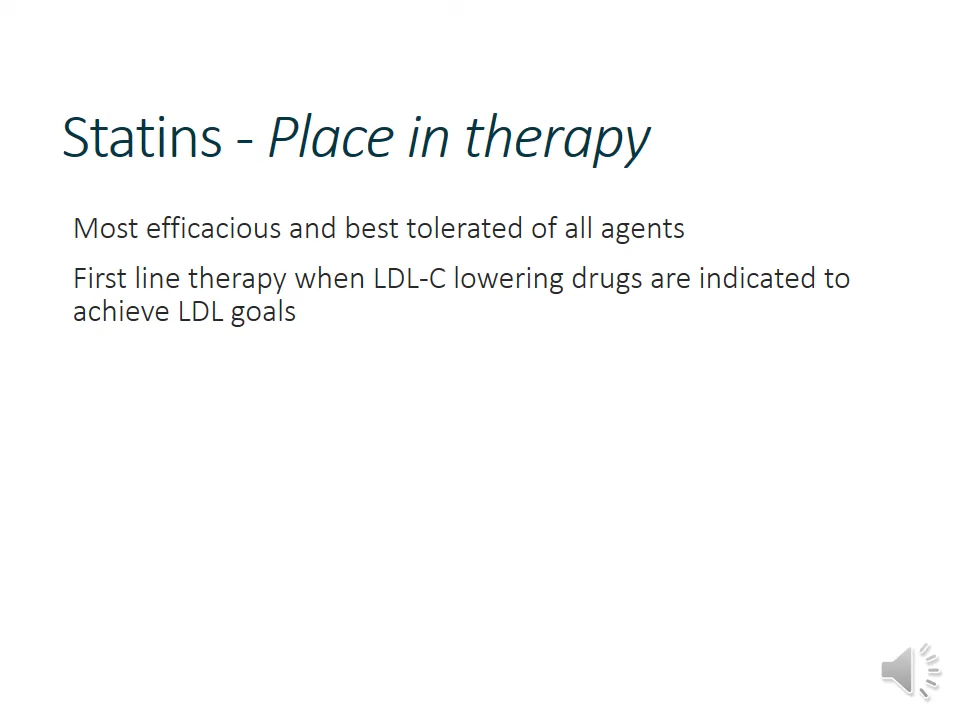 Statins - Place in therapy
Most efficacious and best tolerated of all agents
First line therapy when LDL-C lowering drugs are indicated to
achieve LDL goals